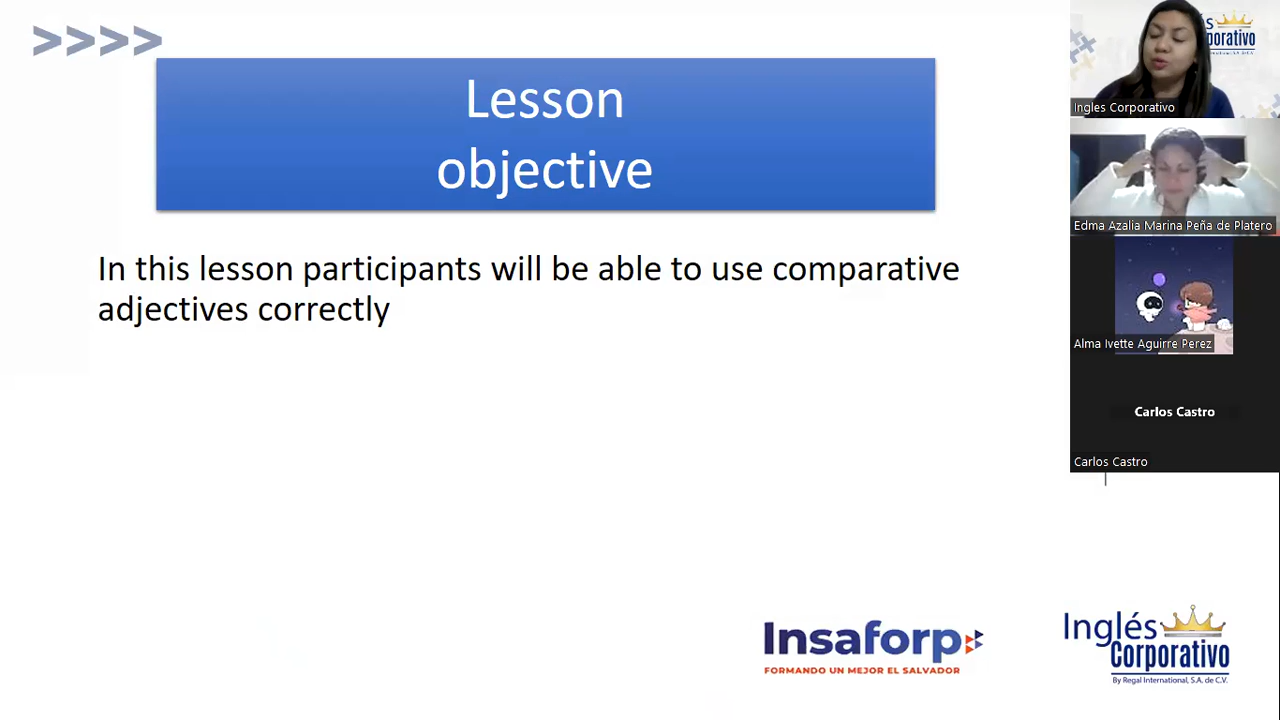 >>>>
Lesson
objective
In this lesson participants will be able to use comparative
adjectives correctly
Insaforp
FORMANDO UN MEJOR EL SALVADOR
Inglés
Corporativo
By Regal International, S.A. de C.V.
Ingles Corporativo
Edma Azalia Marina Peña de Platero
Alma Ivette Aguirre Perez
Carlos Castro
Carlos Castro